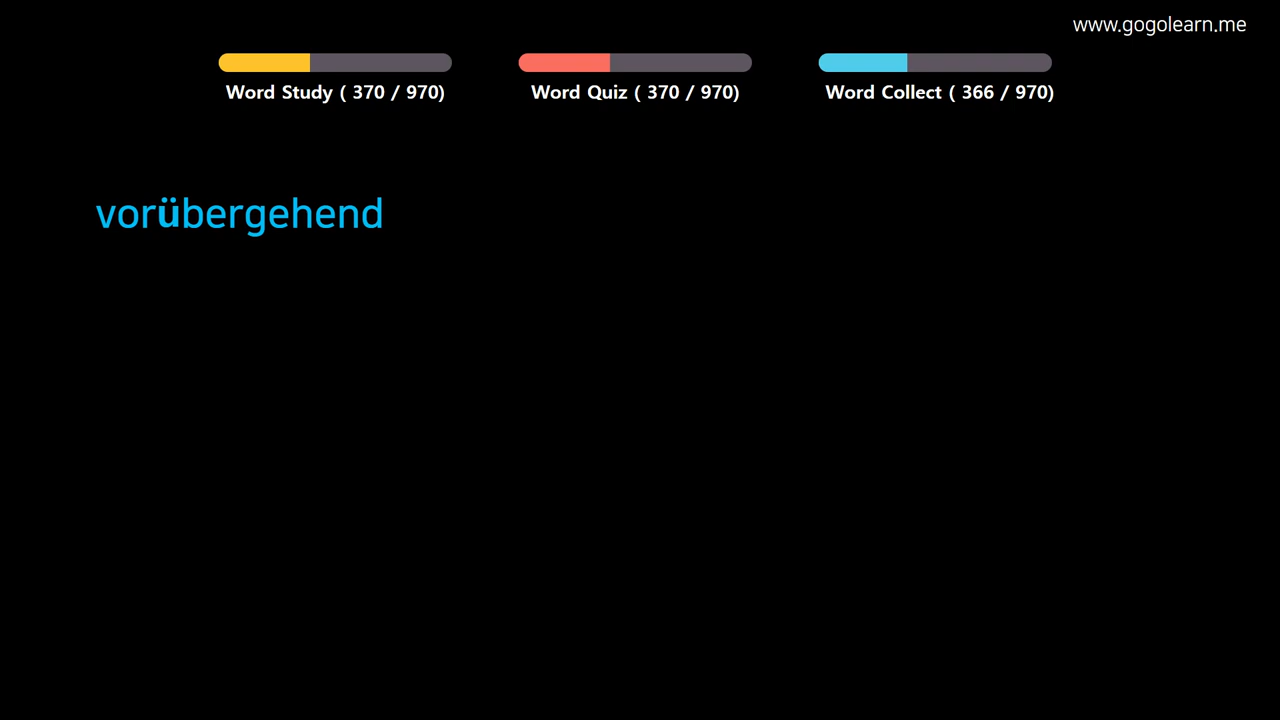 www.gogolearn.me
Word Study ( 370 / 970)
Word Quiz ( 370 / 970)
Word Collect ( 366 / 970)
vorübergehend